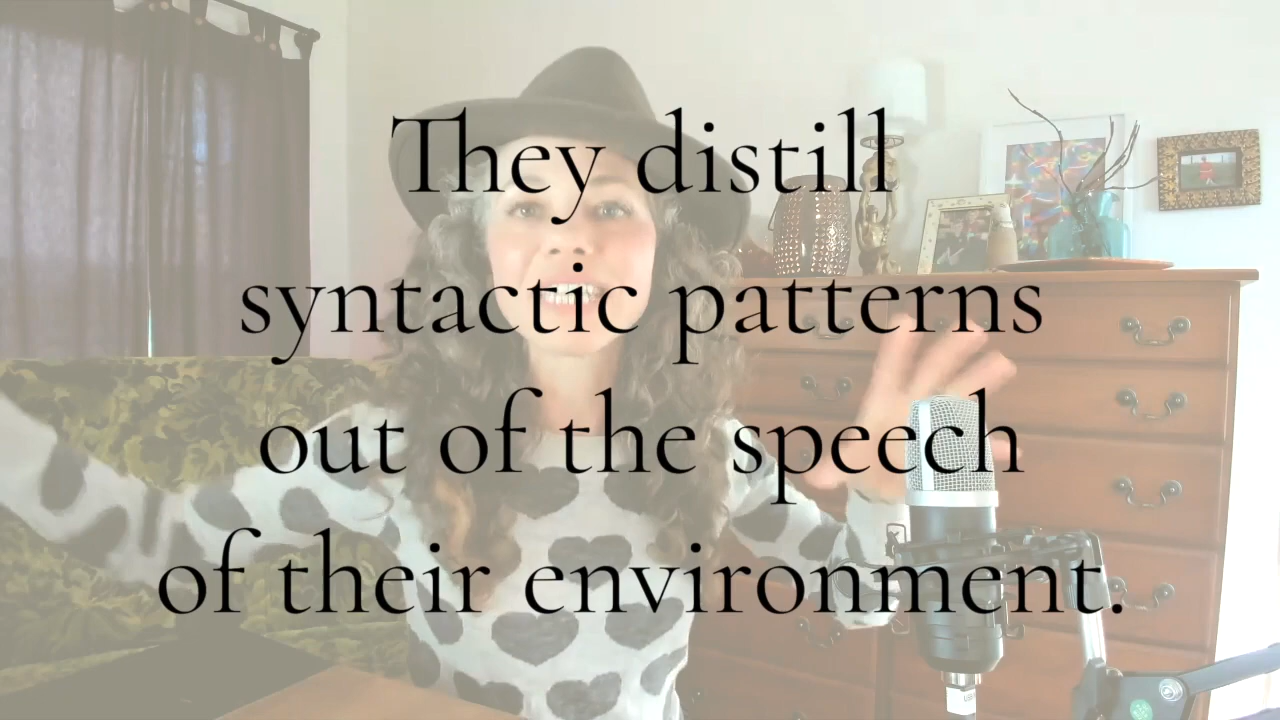 They distill
syntactic patterns
out of the speech
of their environment.